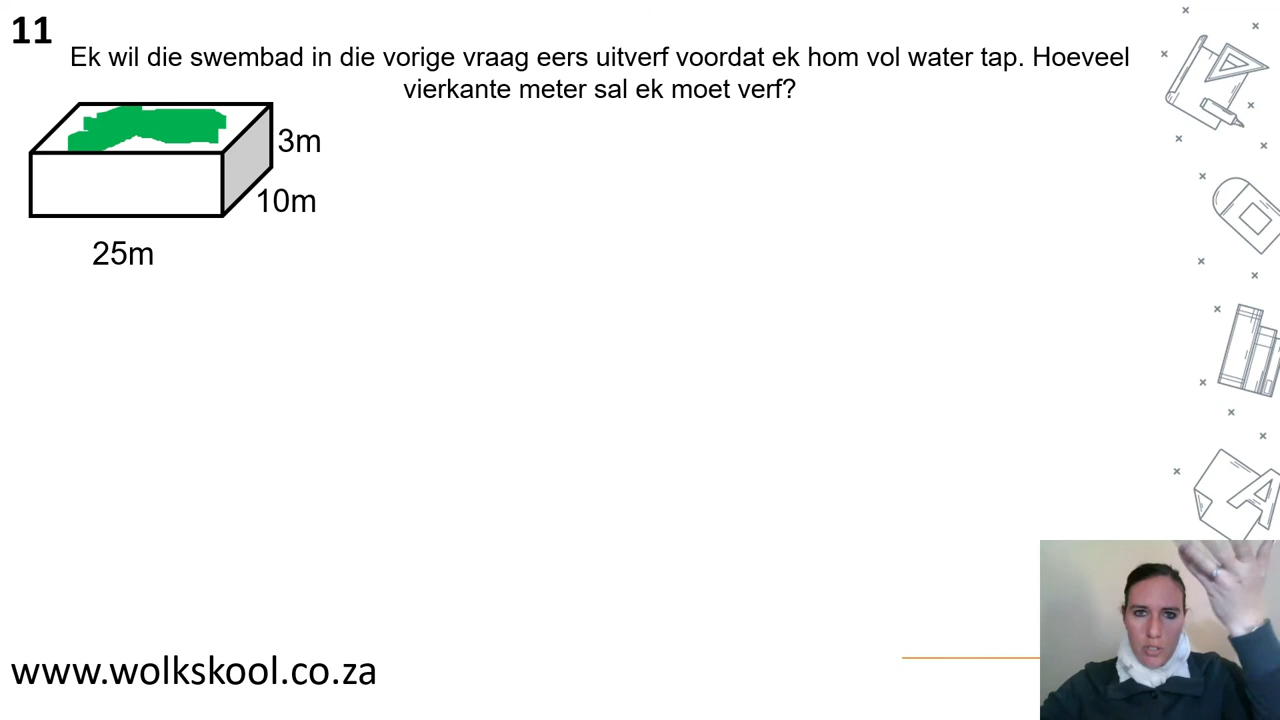 11
Ek wil die swembad in die vorige vraag eers uitverf voordat ek hom vol water tap. Hoeveel
vierkante meter sal ek moet verf?
3m
10m
25m
www.wolkskool.co.za